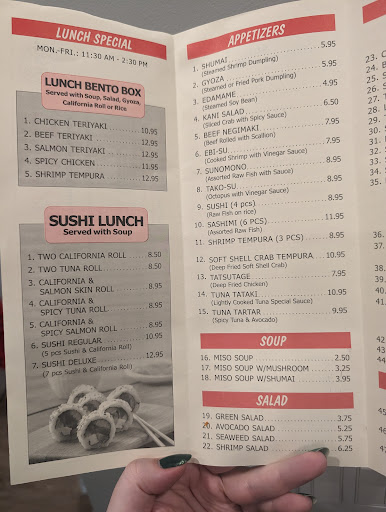 LUNCH SPECIAL
MON.-FRI.: 11:30 AM - 2:30 PM
LUNCH BENTO BOX
Served with Soup, Salad, Gyoza,
California Roll or Rice
1. CHICKEN TERIYAKI 10.95
2. BEEF TERIYAKI 12.95
3. SALMON TERIYAKI 12.95
4. SPICY CHICKEN 11.95
5. SHRIMP TEMPURA 12.95
SUSHI LUNCH
Served with Soup
1. TWO CALIFORNIA ROLL 8.50
2. TWO TUNA ROLL 8.50
3. CALIFORNIA &
SALMON SKIN ROLL 8.95
4. CALIFORNIA &
SPICY TUNA ROLL 8.95
5. CALIFORNIA &
SPICY SALMON ROLL 8.95
6. SUSHI REGULAR 10.95
(5 pcs Sushi & California Roll)
7. SUSHI DELUXE 12.95
(7 pcs Sushi & California Roll)
APPETIZERS
1. SHUMAI 5.95
(Steamed Shrimp Dumpling)
2. GYOZA 5.95
(Steamed or Fried Pork Dumpling)
3. EDAMAME 4.95
(Steamed Soy Bean)
4. KANI SALAD 6.50
(Sliced Crab with Spicy Sauce)
5. BEEF NEGIMAKI 7.95
(Beef Rolled with Scallion)
6. EBI-SU 7.95
(Cooked Shrimp with Vinegar Sauce)
7. SUNOMONO 8.95
(Assorted Raw Fish with Sauce)
8. TAKO-SU 8.95
(Octopus with Vinegar Sauce)
9. SUSHI (4 pcs) 8.95
(Raw Fish on rice)
10. SASHIMI (6 PCS) 11.95
(Assorted Raw Fish)
11. SHRIMP TEMPURA (3 PCS) 8.95
12. SOFT SHELL CRAB TEMPURA 10.95
(Deep Fried Soft Shell Crab)
13. TATSUTAGE 7.95
(Deep Fried Chicken)
14. TUNA TATAKI 10.95
(Lightly Cooked Tuna Special Sauce)
15. TUNA TARTAR 9.95
(Spicy Tuna & Avocado)
SOUP
16. MISO SOUP 2.50
17. MISO SOUP W/MUSHROOM 3.25
18. MISO SOUP W/SHUMAI 3.95
SALAD
19. GREEN SALAD 3.75
20. AVOCADO SALAD 5.25
21. SEAWEED SALAD 5.75
22. SHRIMP SALAD 6.25